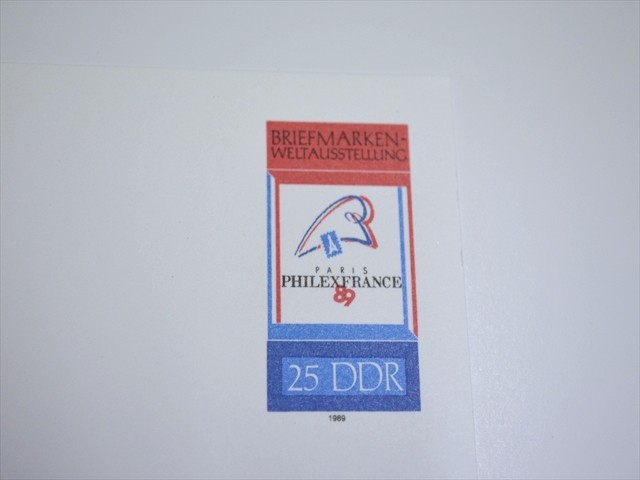 BRIEFMARKEN-
WELTAUSSTELLUNG
PARIS
PHILEXFRANCE
89
25 DDR
1989